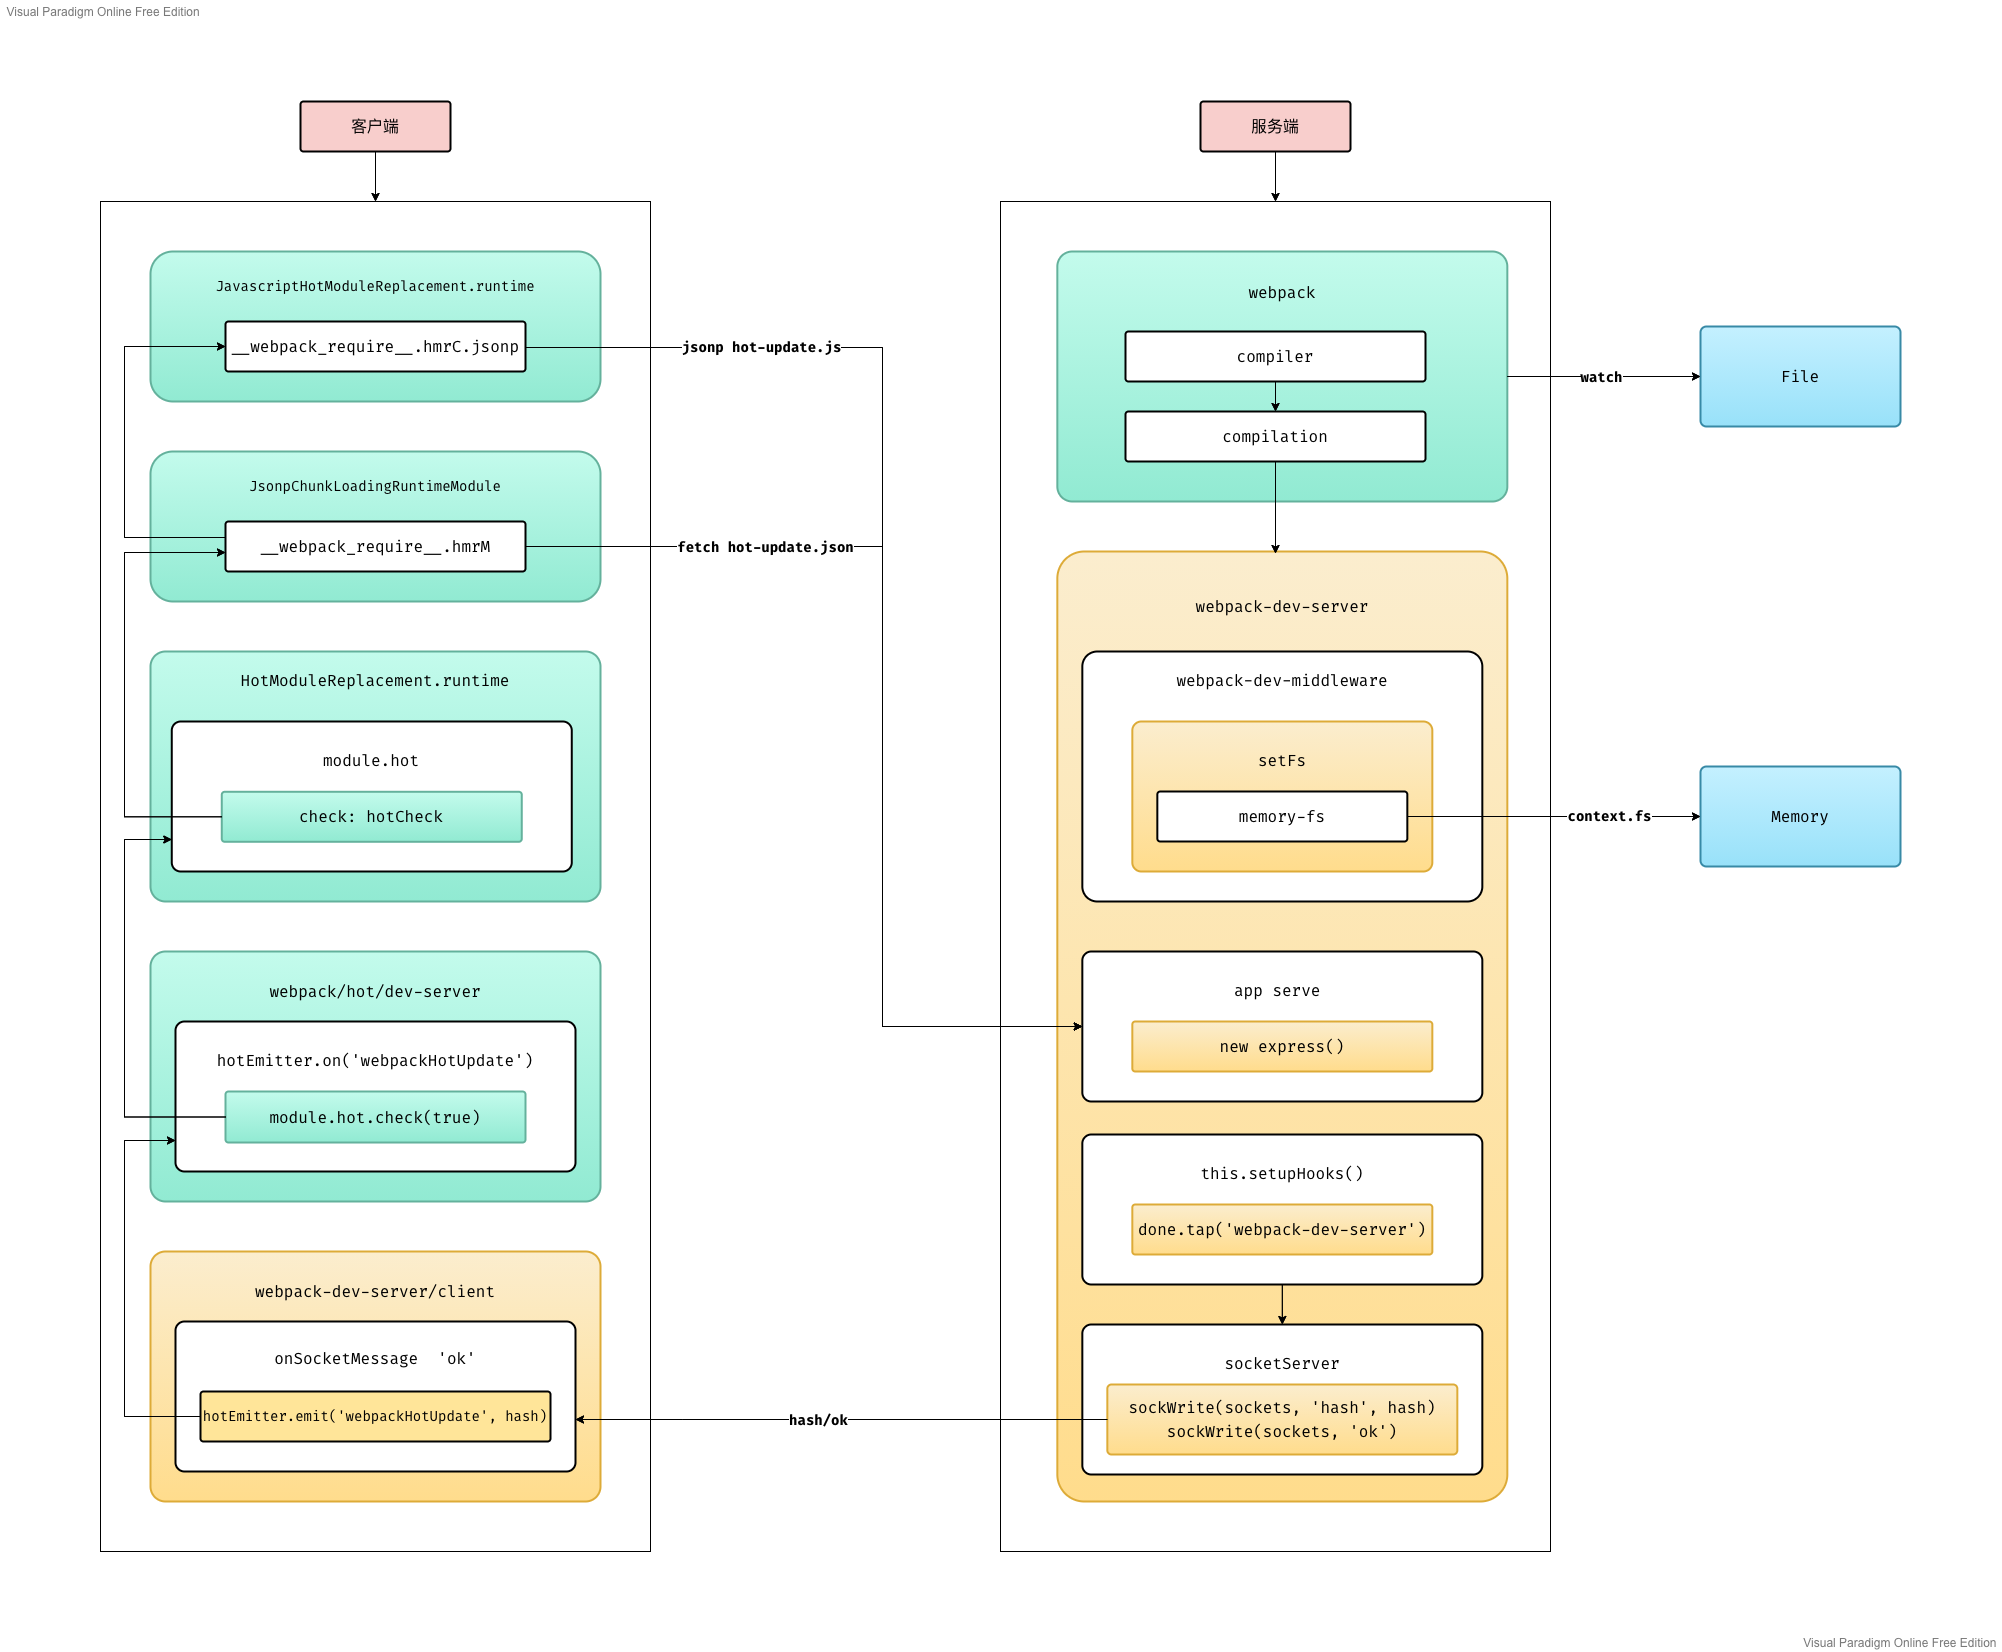 Visual Paradigm Online Free Edition
客户端
JavascriptHotModuleReplacement.runtime
__webpack_require__.hmrC.jsonp
jsonp hot-update.js
JsonpChunkLoadingRuntimeModule
__webpack_require__.hmrM
fetch hot-update.json
HotModuleReplacement.runtime
module.hot
check: hotCheck
webpack/hot/dev-server
hotEmitter.on('webpackHotUpdate')
module.hot.check(true)
webpack-dev-server/client
onSocketMessage  'ok'
hotEmitter.emit('webpackHotUpdate', hash)
hash/ok
服务端
webpack
compiler
compilation
watch
File
webpack-dev-server
webpack-dev-middleware
setFs
memory-fs
context.fs
Memory
app serve
new express()
this.setupHooks()
done.tap('webpack-dev-server')
socketServer
sockWrite(sockets, 'hash', hash)
sockWrite(sockets, 'ok')
Visual Paradigm Online Free Edition